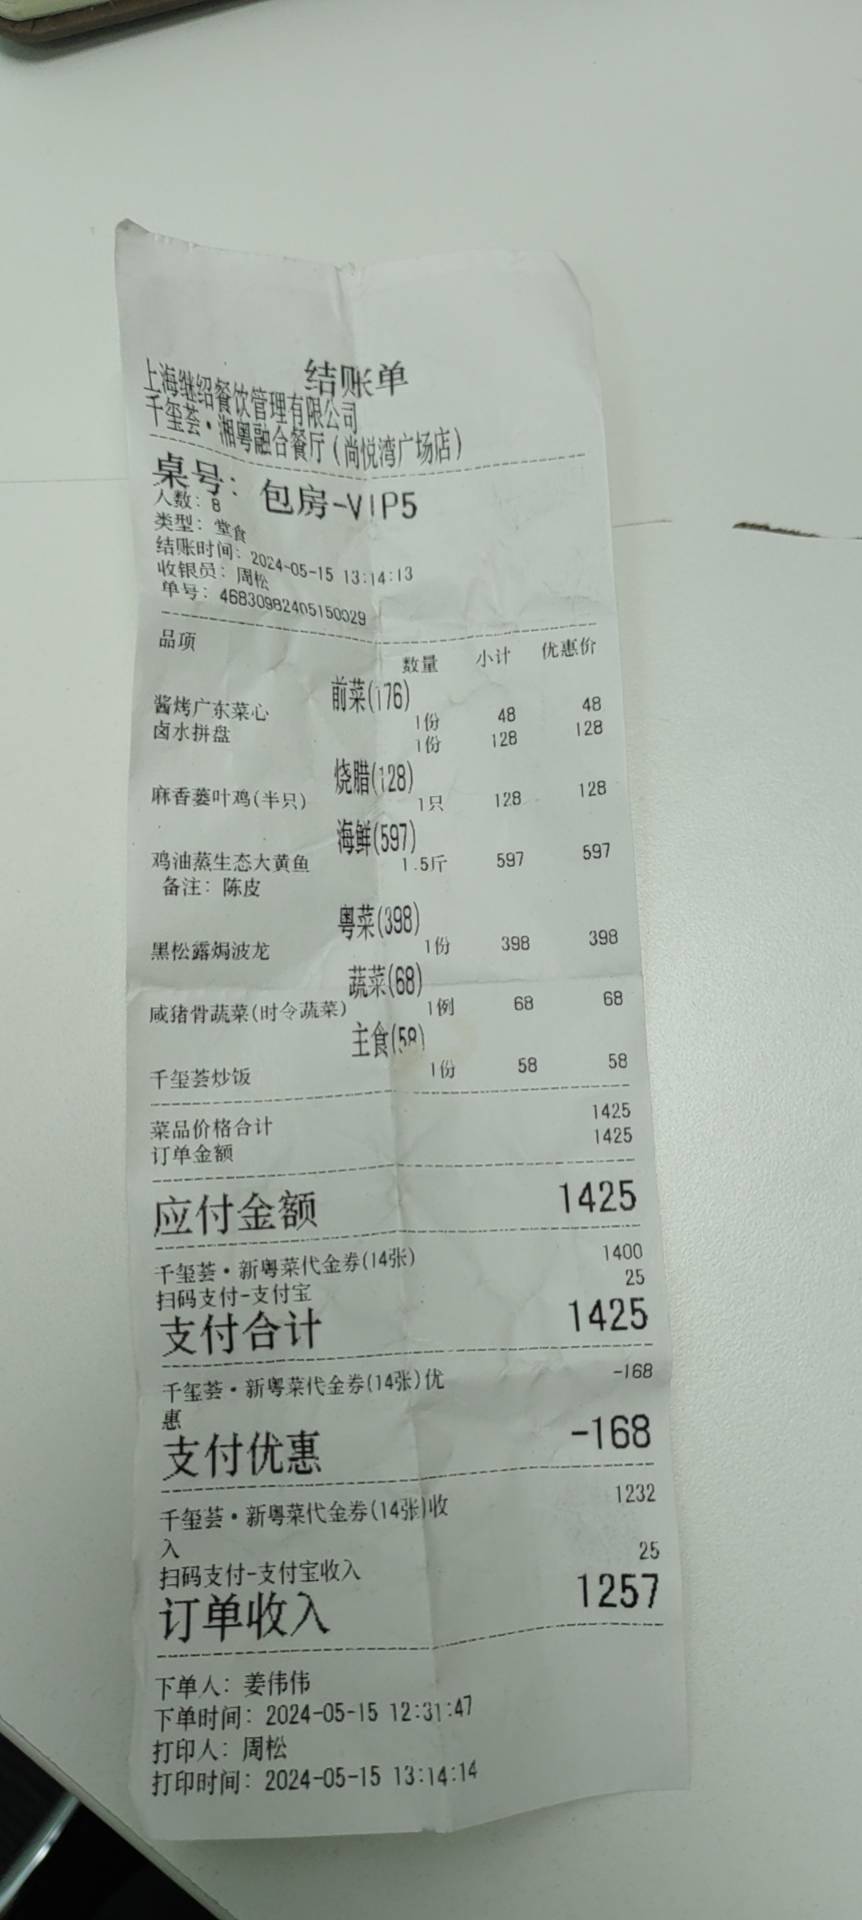 结账单
上海继绍餐饮管理有限公司
千玺荟·湘粤融合餐厅(尚悦湾广场店)
桌号: 包房-VIP5
人数: 8
类型: 堂食
结账时间: 2024-05-15 13:14:13
收银员: 周松
单号: 46830982405150029
品项 数量 小计 优惠价
前菜(176)
酱烤广东菜心 1份 48 48
卤水拼盘 1份 128 128
烧腊(128)
麻香蒌叶鸡(半只) 1只 128 128
海鲜(597)
鸡油蒸生态大黄鱼 1.5斤 597 597
备注: 陈皮
粤菜(398)
黑松露焗波龙 1份 398 398
蔬菜(68)
咸猪骨蔬菜(时令蔬菜) 1例 68 68
主食(58)
千玺荟炒饭 1份 58 58
菜品价格合计 1425
订单金额 1425
应付金额 1425
千玺荟·新粤菜代金券(14张) 1400
扫码支付-支付宝 25
支付合计 1425
千玺荟·新粤菜代金券(14张)优 -168
惠
支付优惠 -168
千玺荟·新粤菜代金券(14张)收 1232
入
扫码支付-支付宝收入 25
订单收入 1257
下单人: 姜伟伟
下单时间: 2024-05-15 12:31:47
打印人: 周松
打印时间: 2024-05-15 13:14:14